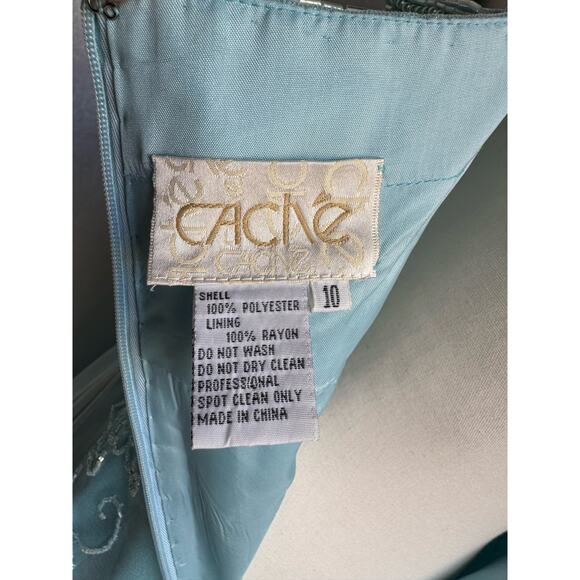 Caché
10
SHELL
100% POLYESTER
LINING
100% RAYON
DO NOT WASH
DO NOT DRY CLEAN
PROFESSIONAL
SPOT CLEAN ONLY
MADE IN CHINA